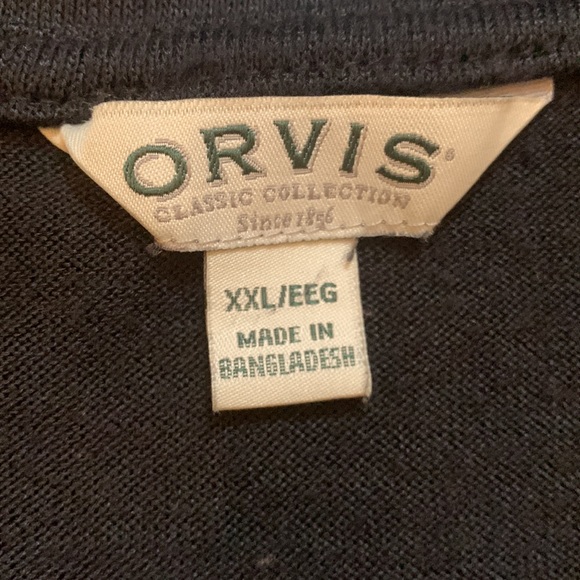 ORVIS®
CLASSIC COLLECTION
Since 1856
XXL/EEG
MADE IN
BANGLADESH